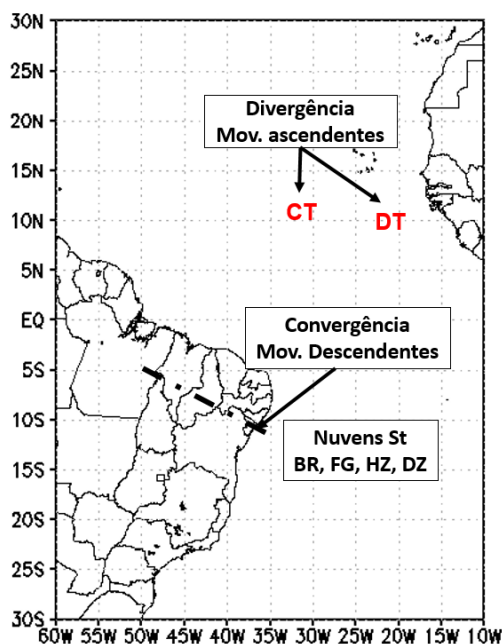 30N
25N
20N
15N
10N
5N
EQ
5S
10S
15S
20S
25S
30S
Divergência
Mov. ascendentes
CT
DT
Convergência
Mov. Descendentes
Nuvens St
BR, FG, HZ, DZ
60W 55W 50W 45W 40W 35W 30W 25W 20W 15W 10W